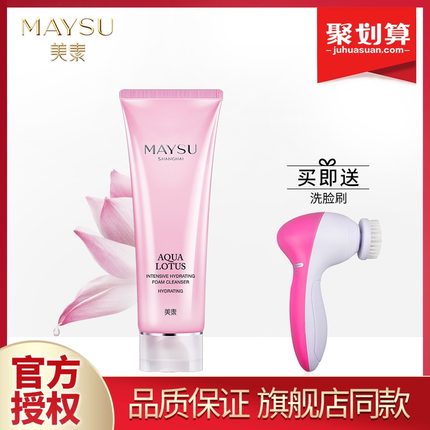 MAYSU
美素
聚划算
juhuasuan.com
MAYSU
SHANGHAI
AQUA
LOTUS
INTENSIVE HYDRATING
FOAM CLEANSER
HYDRATING
美素
买即送
洗脸刷
官方
授权
品质保证 旗舰店同款